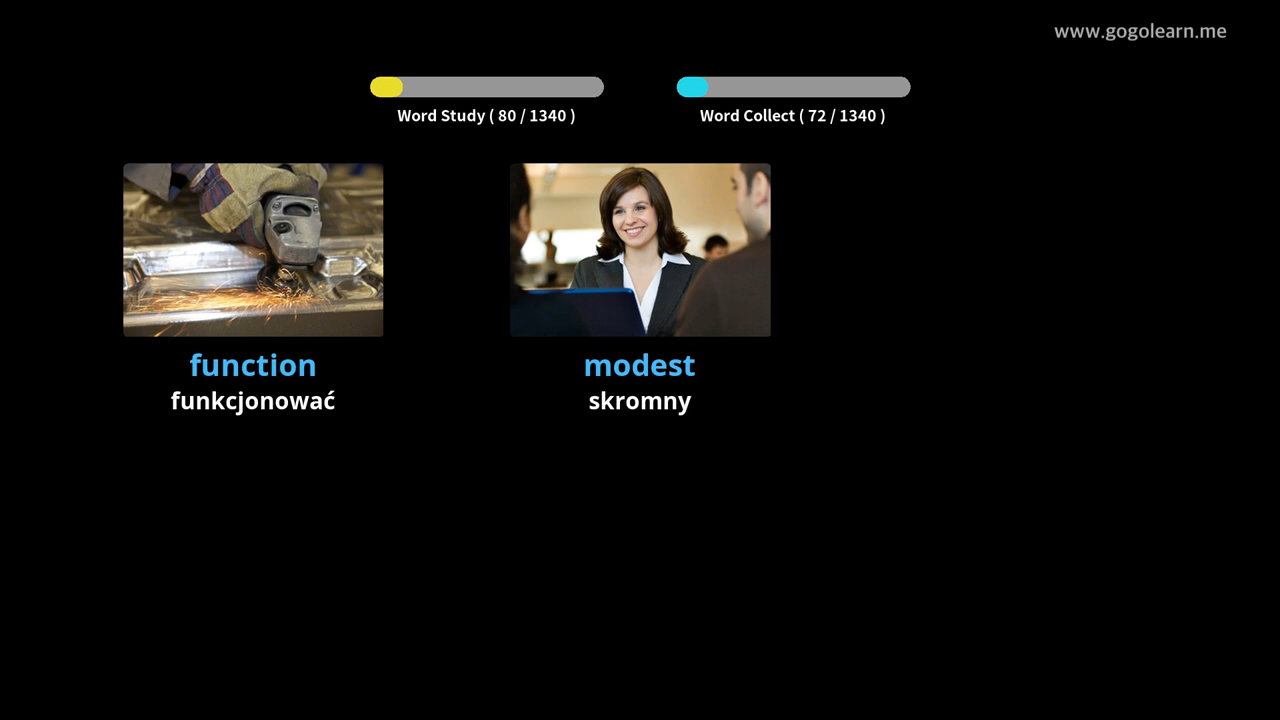 www.gogolearn.me
Word Study ( 80 / 1340 )
Word Collect ( 72 / 1340 )
function
funkcjonować
modest
skromny